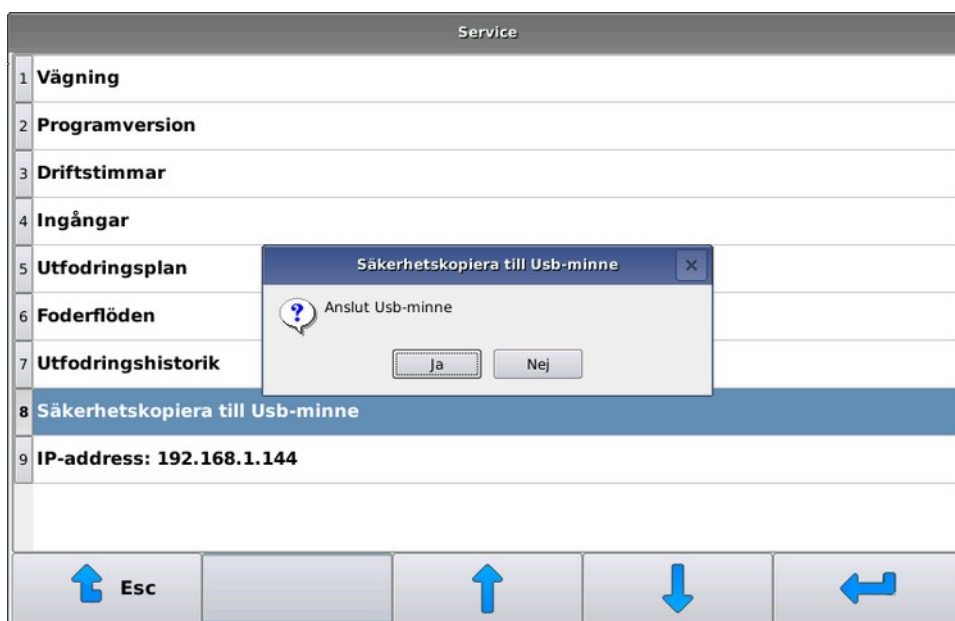 Service
1 Vägning
2 Programversion
3 Driftstimmar
4 Ingångar
5 Utfodringsplan
6 Foderflöden
7 Utfodringshistorik
8 Säkerhetskopiera till Usb-minne
9 IP-address: 192.168.1.144
Säkerhetskopiera till Usb-minne
Anslut Usb-minne
Ja Nej
Esc